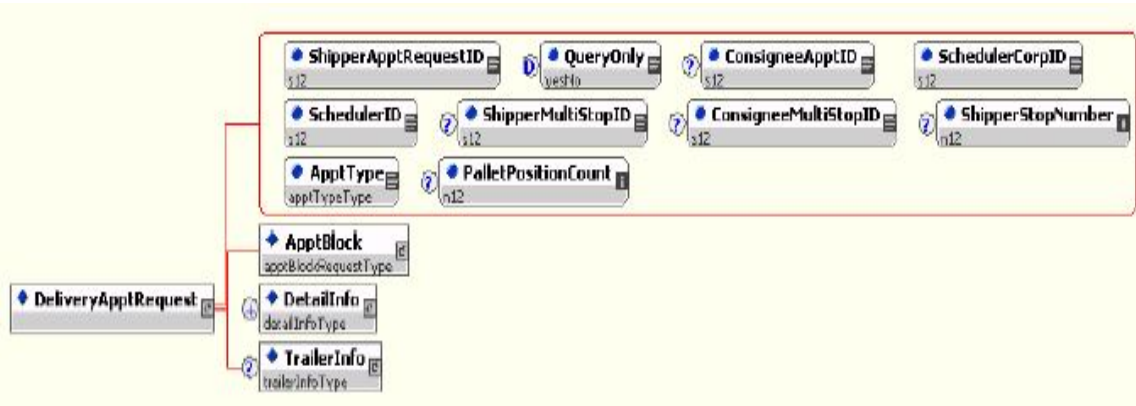 ShipperApptRequestID D QueryOnly ? ConsigneeApptID SchedulerCorpID
s12 yesNo s12 s12
SchedulerID ? ShipperMultiStopID ? ConsigneeMultiStopID ? ShipperStopNumber
s12 s12 s12 n12
ApptType ? PalletPositionCount
apptTypeType n12
ApptBlock
apptBlockRequestType
DeliveryApptRequest
+ DetailInfo
detailInfoType
? TrailerInfo
trailerInfoType